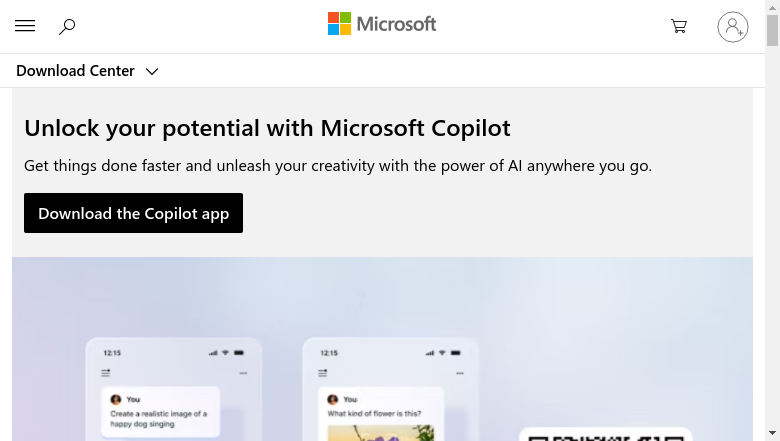 Microsoft
Download Center
Unlock your potential with Microsoft Copilot
Get things done faster and unleash your creativity with the power of AI anywhere you go.
Download the Copilot app
12:15
12:15
You
Create a realistic image of a
happy dog singing
You
What kind of flower is this?